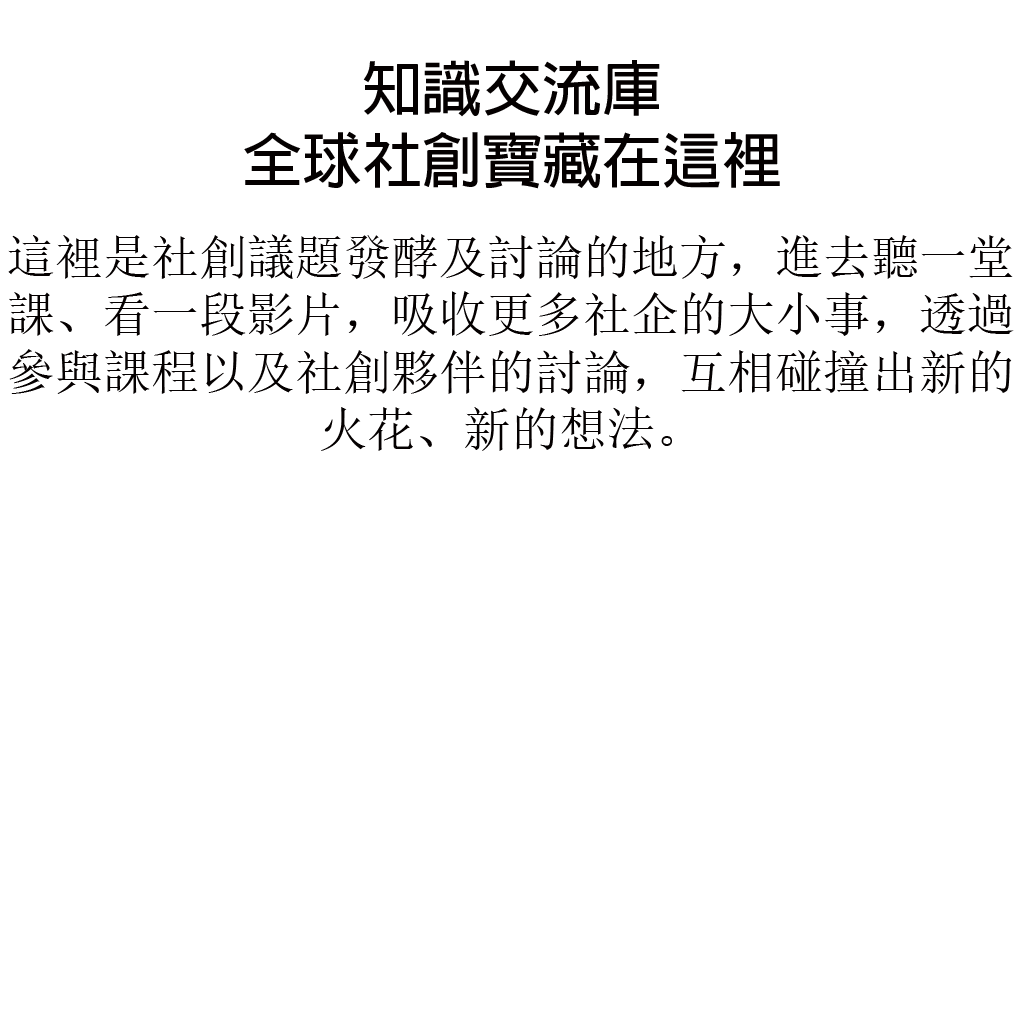 知識交流庫
全球社創寶藏在這裡
這裡是社創議題發酵及討論的地方，進去聽一堂
課、看一段影片，吸收更多社企的大小事，透過
參與課程以及社創夥伴的討論，互相碰撞出新的
火花、新的想法。